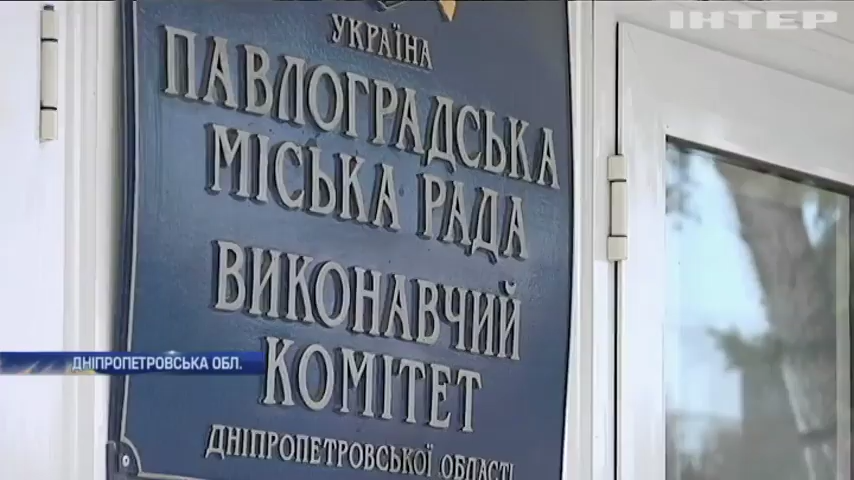 ІНТЕР
УКРАЇНА
ПАВЛОГРАДСЬКА
МІСЬКА РАДА
ВИКОНАВЧИЙ
КОМІТЕТ
ДНІПРОПЕТРОВСЬКОЇ ОБЛАСТІ
ДНІПРОПЕТРОВСЬКА ОБЛ.